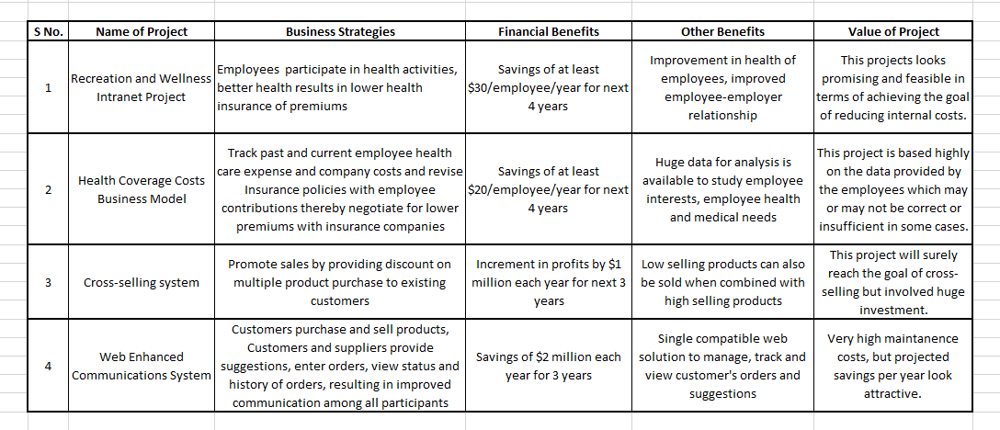 S No. Name of Project Business Strategies Financial Benefits Other Benefits Value of Project
1
Recreation and Wellness
Intranet Project
Employees participate in health activities,
better health results in lower health
insurance of premiums
Savings of at least
$30/employee/year for next
4 years
Improvement in health of
employees, improved
employee-employer
relationship
This projects looks
promising and feasible in
terms of achieving the goal
of reducing internal costs.
2
Health Coverage Costs
Business Model
Track past and current employee health
care expense and company costs and revise
Insurance policies with employee
contributions thereby negotiate for lower
premiums with insurance companies
Savings of at least
$20/employee/year for next
4 years
Huge data for analysis is
available to study employee
interests, employee health
and medical needs
This project is based highly
on the data provided by
the employees which may
or may not be correct or
insufficient in some cases.
3
Cross-selling system
Promote sales by providing discount on
multiple product purchase to existing
customers
Increment in profits by $1
million each year for next 3
years
Low selling products can also
be sold when combined with
high selling products
This project will surely
reach the goal of cross-
selling but involved huge
investment.
4
Web Enhanced
Communications System
Customers purchase and sell products,
Customers and suppliers provide
suggestions, enter orders, view status and
history of orders, resulting in improved
communication among all participants
Savings of $2 million each
year for 3 years
Single compatible web
solution to manage, track and
view customer's orders and
suggestions
Very high maintanence
costs, but projected
savings per year look
attractive.